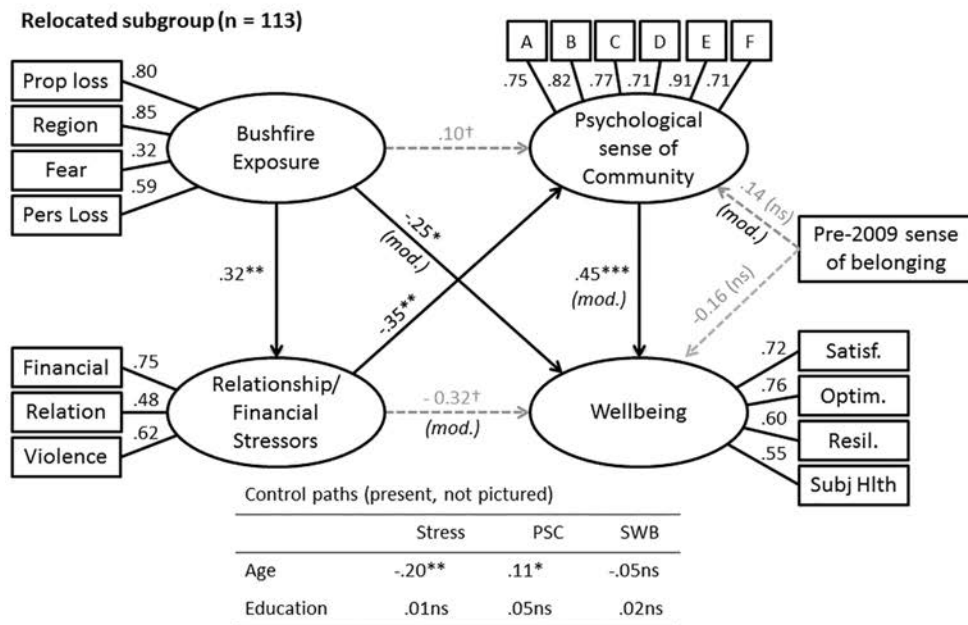 Relocated subgroup (n = 113)
A B C D E F
.75 .82 .77 .71 .91 .71
Prop loss .80
Region .85
Fear .32
Pers Loss .59
Bushfire
Exposure
.10†
Psychological
sense of
Community
-.25*
(mod.)
.14 (ns)
(mod.)
Pre-2009 sense
of belonging
.32**
-.35**
.45***
(mod.)
-0.16 (ns)
Financial .75
Relation .48
Violence .62
Relationship/
Financial
Stressors
- 0.32†
(mod.)
Wellbeing
.72 Satisf.
.76 Optim.
.60 Resil.
.55 Subj Hlth
Control paths (present, not pictured)
Stress PSC SWB
Age -.20** .11* -.05ns
Education .01ns .05ns .02ns